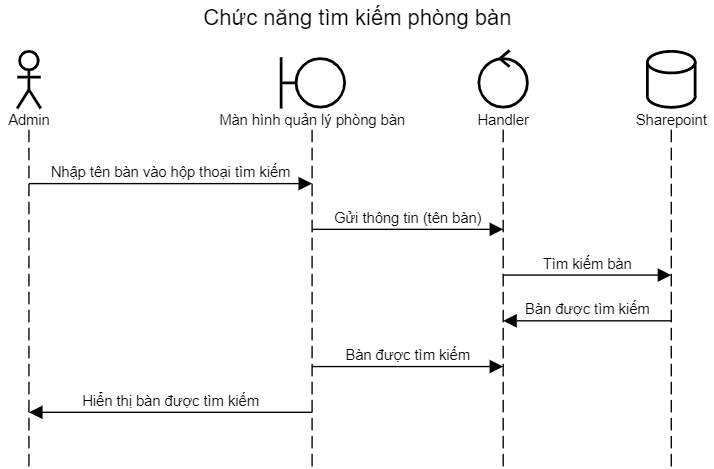 Chức năng tìm kiếm phòng bàn
Admin
Màn hình quản lý phòng bàn
Handler
Sharepoint
Nhập tên bàn vào hộp thoại tìm kiếm
Gửi thông tin (tên bàn)
Tìm kiếm bàn
Bàn được tìm kiếm
Bàn được tìm kiếm
Hiển thị bàn được tìm kiếm